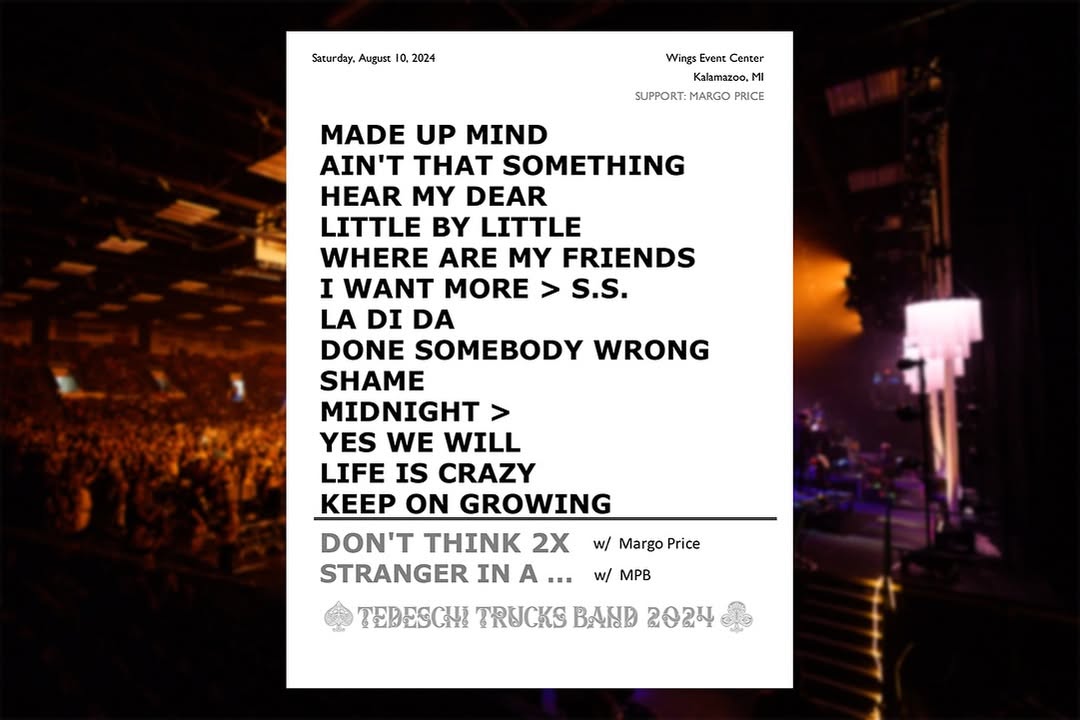 Saturday, August 10, 2024
Wings Event Center
Kalamazoo, MI
SUPPORT: MARGO PRICE
MADE UP MIND
AIN'T THAT SOMETHING
HEAR MY DEAR
LITTLE BY LITTLE
WHERE ARE MY FRIENDS
I WANT MORE > S.S.
LA DI DA
DONE SOMEBODY WRONG
SHAME
MIDNIGHT >
YES WE WILL
LIFE IS CRAZY
KEEP ON GROWING
DON'T THINK 2X w/ Margo Price
STRANGER IN A ... w/ MPB
TEDESCHI TRUCKS BAND 2024